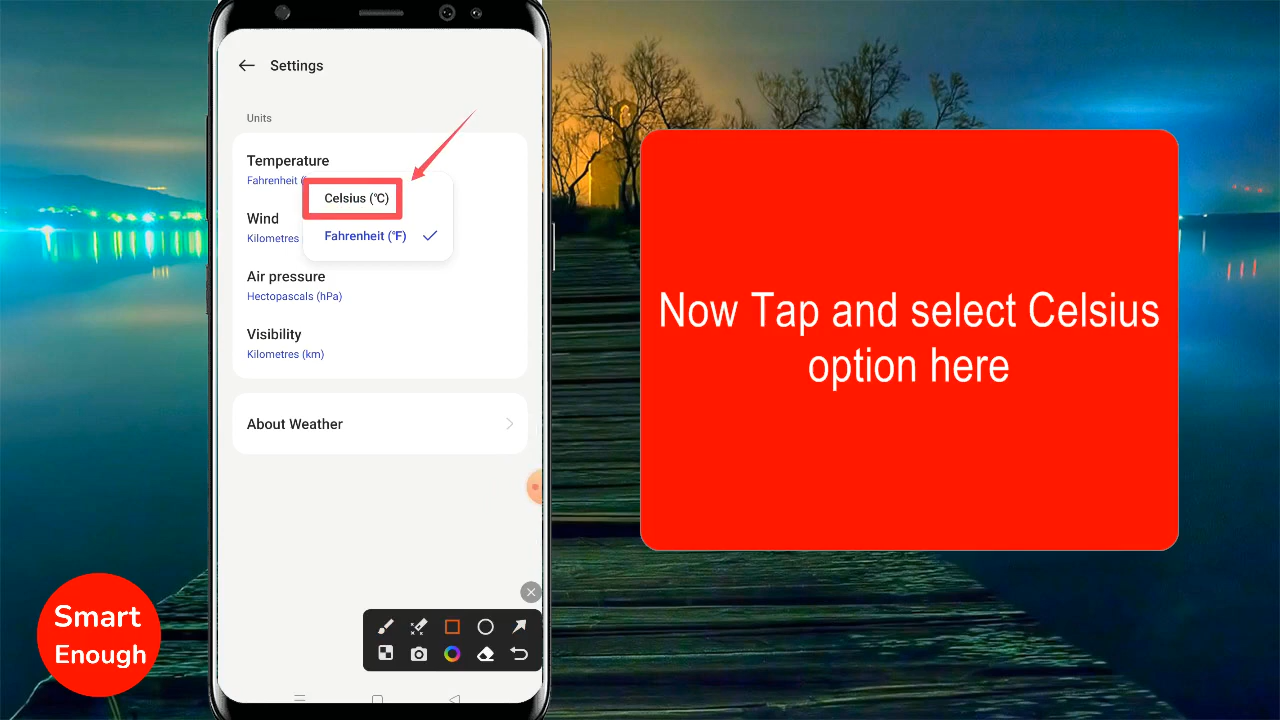 Settings
Units
Temperature
Fahrenheit (
Celsius (°C)
Wind
Kilometres
Fahrenheit (°F)
Air pressure
Hectopascals (hPa)
Visibility
Kilometres (km)
About Weather
Now Tap and select Celsius
option here
Smart
Enough